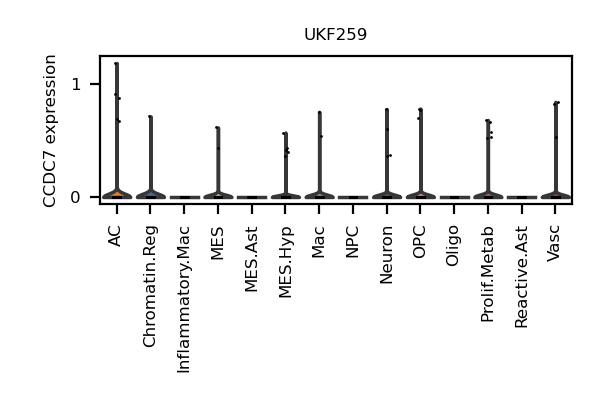 UKF259
CCDC7 expression
1
0
AC
Chromatin.Reg
Inflammatory.Mac
MES
MES.Ast
MES.Hyp
Mac
NPC
Neuron
OPC
Oligo
Prolif.Metab
Reactive.Ast
Vasc